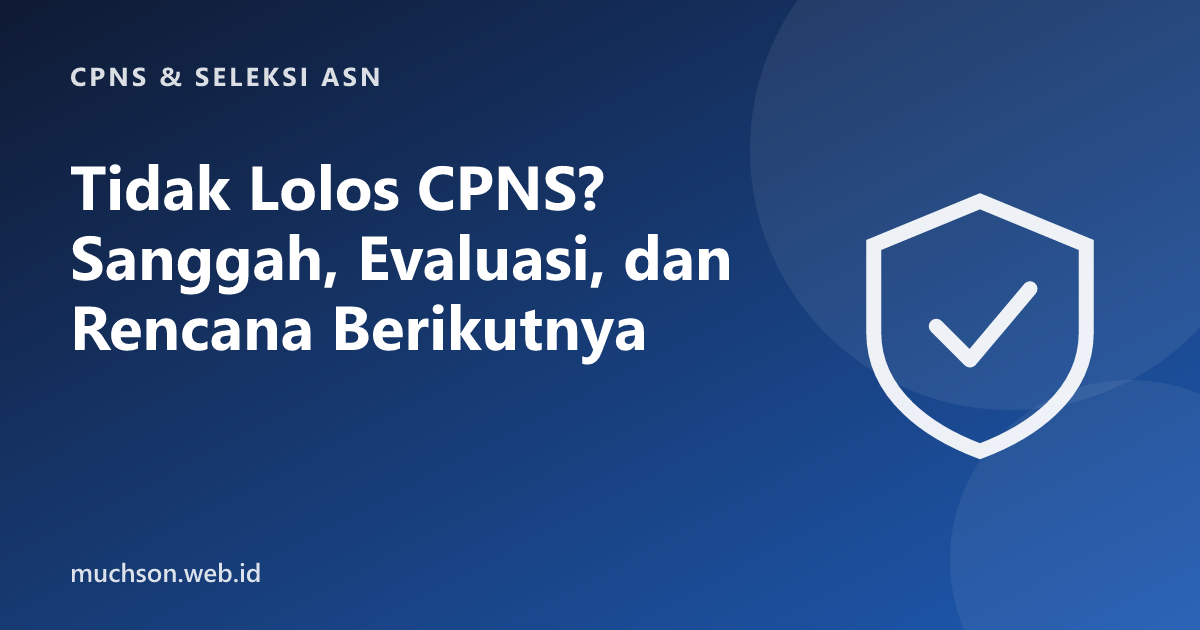 CPNS & SELEKSI ASN
Tidak Lolos CPNS?
Sanggah, Evaluasi, dan
Rencana Berikutnya
muchson.web.id